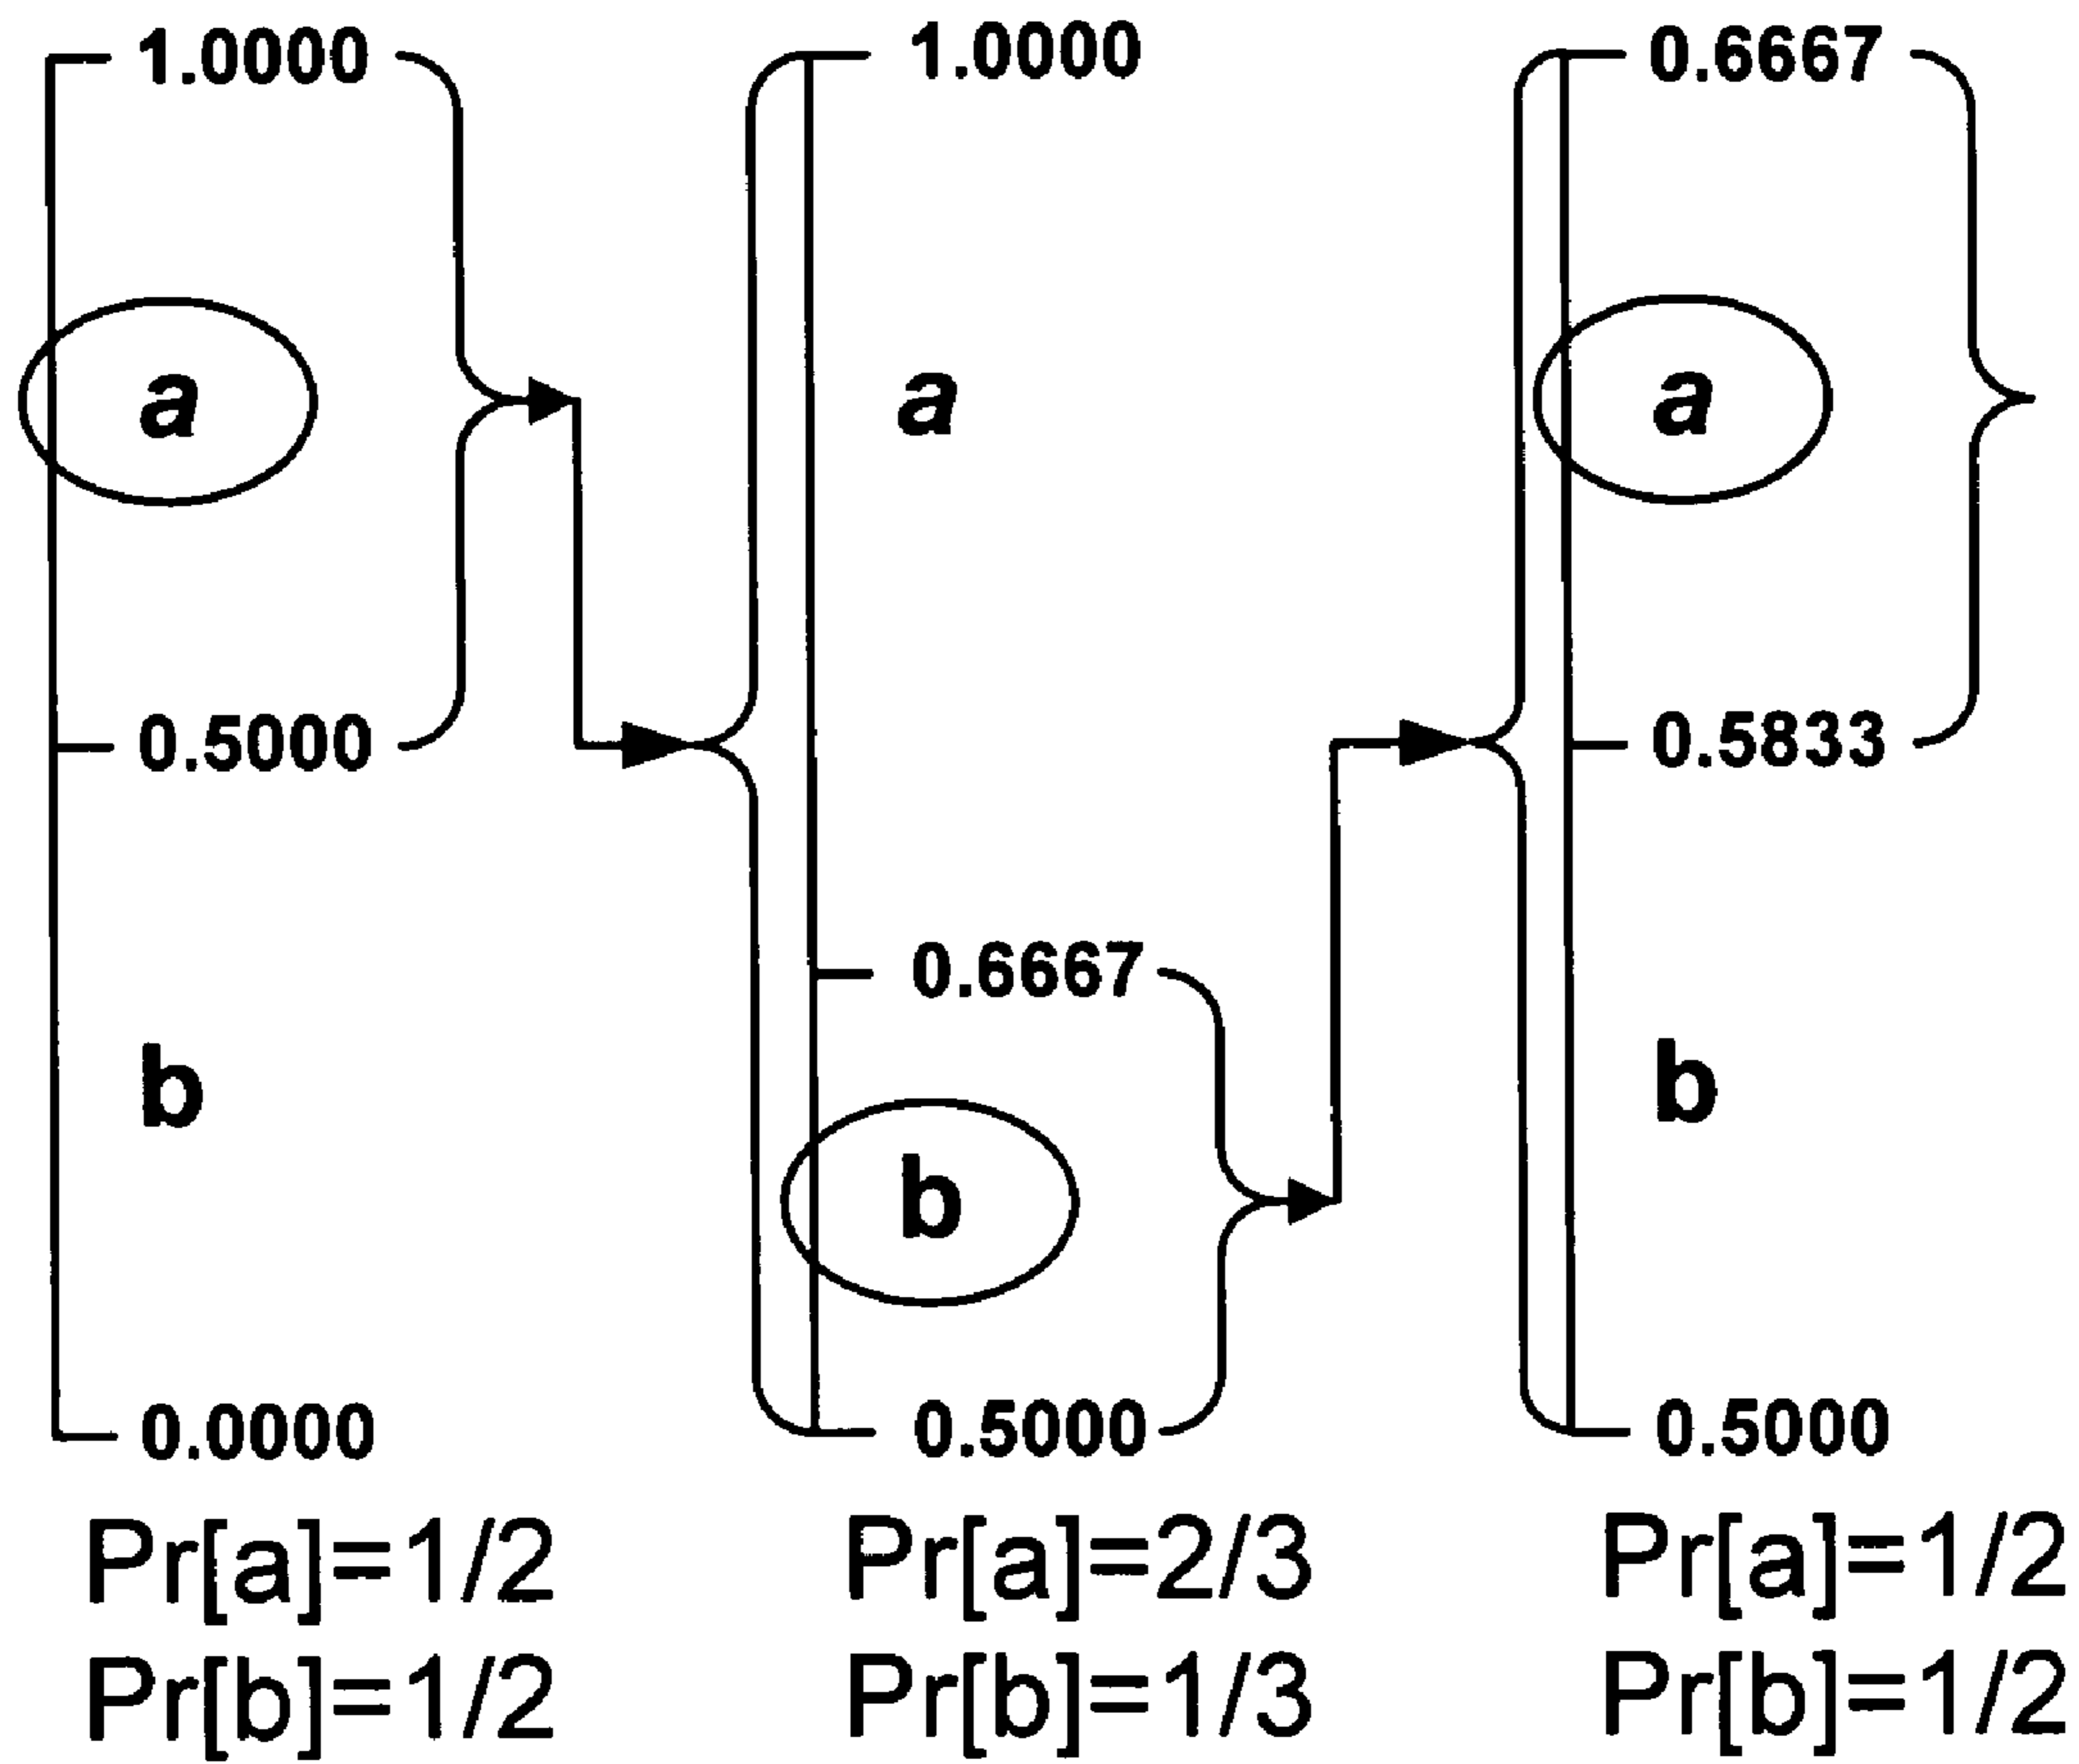 1.0000
a
0.5000
b
0.0000
Pr[a]=1/2
Pr[b]=1/2
1.0000
a
0.6667
b
0.5000
Pr[a]=2/3
Pr[b]=1/3
0.6667
a
0.5833
b
0.5000
Pr[a]=1/2
Pr[b]=1/2